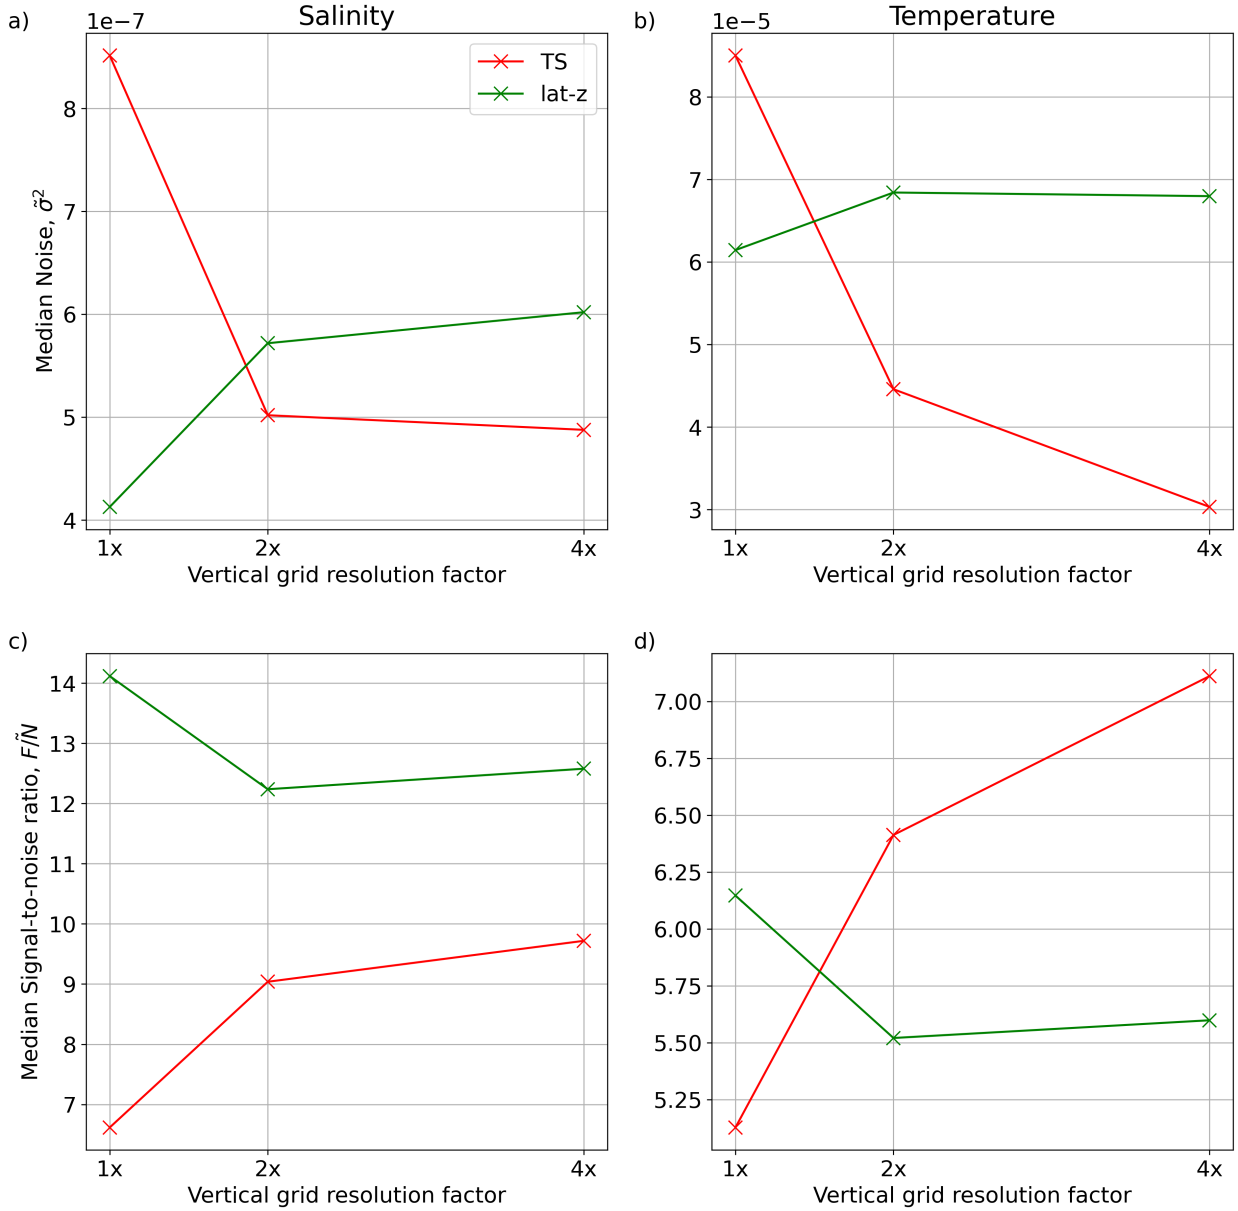 a)
1e−7
Salinity
b)
1e−5
Temperature
TS
lat-z
8
7
6
5
4
Median Noise, σ̃²
1x
2x
4x
Vertical grid resolution factor
8
7
6
5
4
3
1x
2x
4x
Vertical grid resolution factor
c)
14
13
12
11
10
9
8
7
Median Signal-to-noise ratio, F/Ñ
1x
2x
4x
Vertical grid resolution factor
d)
7.00
6.75
6.50
6.25
6.00
5.75
5.50
5.25
1x
2x
4x
Vertical grid resolution factor